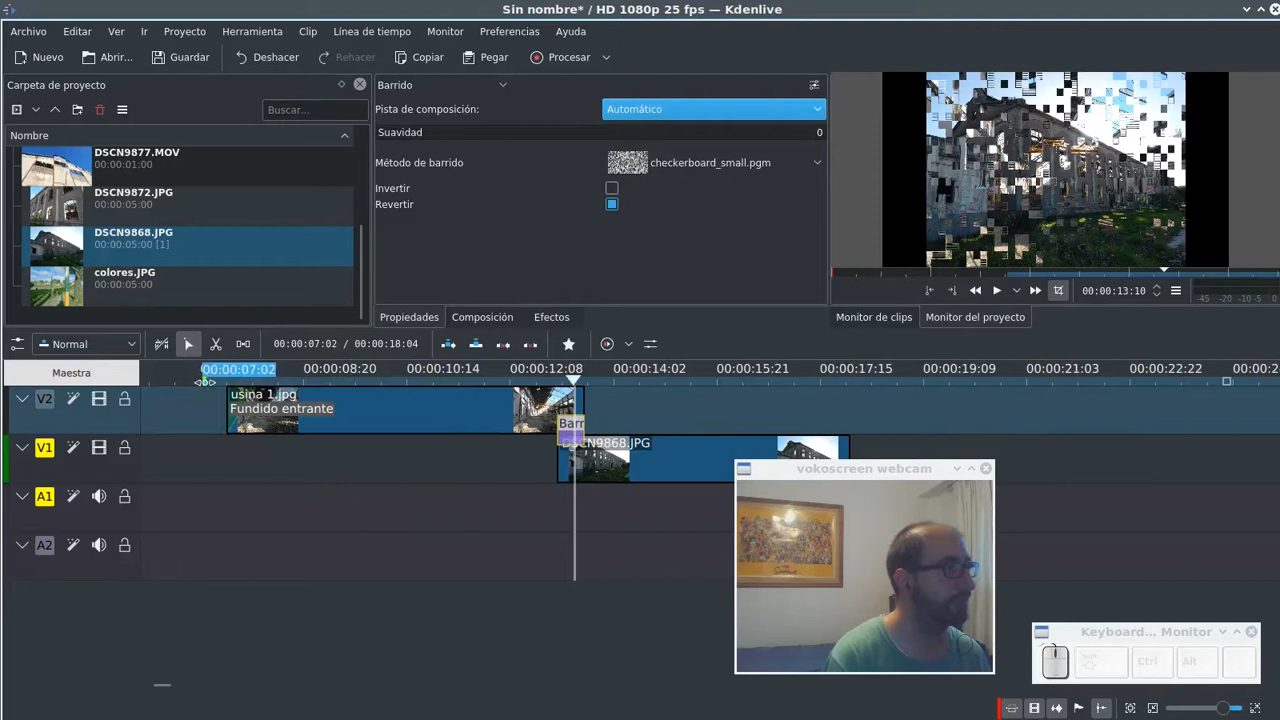 Sin nombre* / HD 1080p 25 fps — Kdenlive
Archivo Editar Ver Ir Proyecto Herramienta Clip Línea de tiempo Monitor Preferencias Ayuda
Nuevo Abrir... Guardar Deshacer Rehacer Copiar Pegar Procesar
Carpeta de proyecto
Buscar...
Nombre
DSCN9877.MOV
00:00:01:00
DSCN9872.JPG
00:00:05:00
DSCN9868.JPG
00:00:05:00 [1]
colores.JPG
00:00:05:00
Barrido
Pista de composición: Automático
Suavidad 0
Método de barrido checkerboard_small.pgm
Invertir
Revertir
Propiedades Composición Efectos
00:00:13:10
-45 -20 -10 -5 0
Monitor de clips Monitor del proyecto
Normal 00:00:07:02 / 00:00:18:04
Maestra
00:00:07:02 00:00:08:20 00:00:10:14 00:00:12:08 00:00:14:02 00:00:15:21 00:00:17:15 00:00:19:09 00:00:21:03 00:00:22:22 00:00:2
V2
usina 1.jpg
Fundido entrante
Barr
V1
DSCN9868.JPG
A1
A2
vokoscreen webcam
Keyboard... Monitor
Ctrl Alt